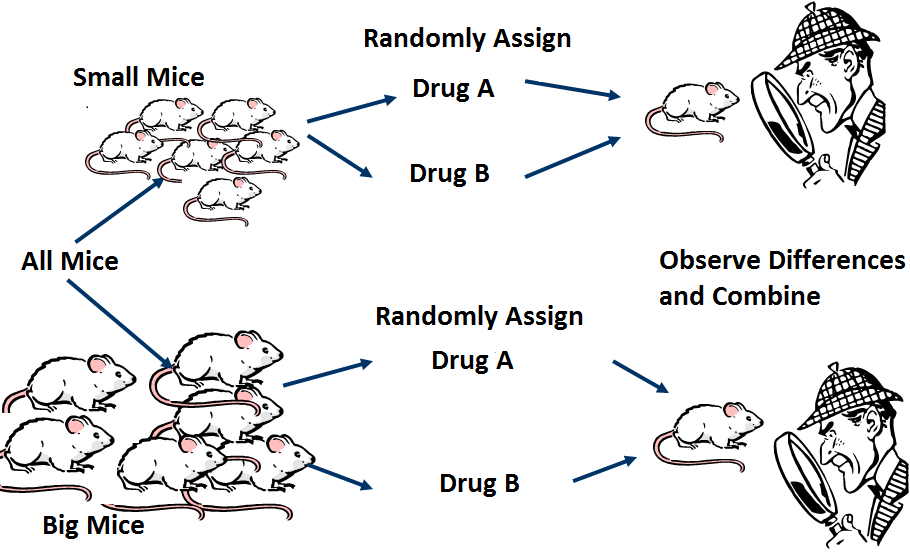 Randomly Assign
Small Mice
Drug A
Drug B
All Mice
Observe Differences
and Combine
Randomly Assign
Drug A
Drug B
Big Mice